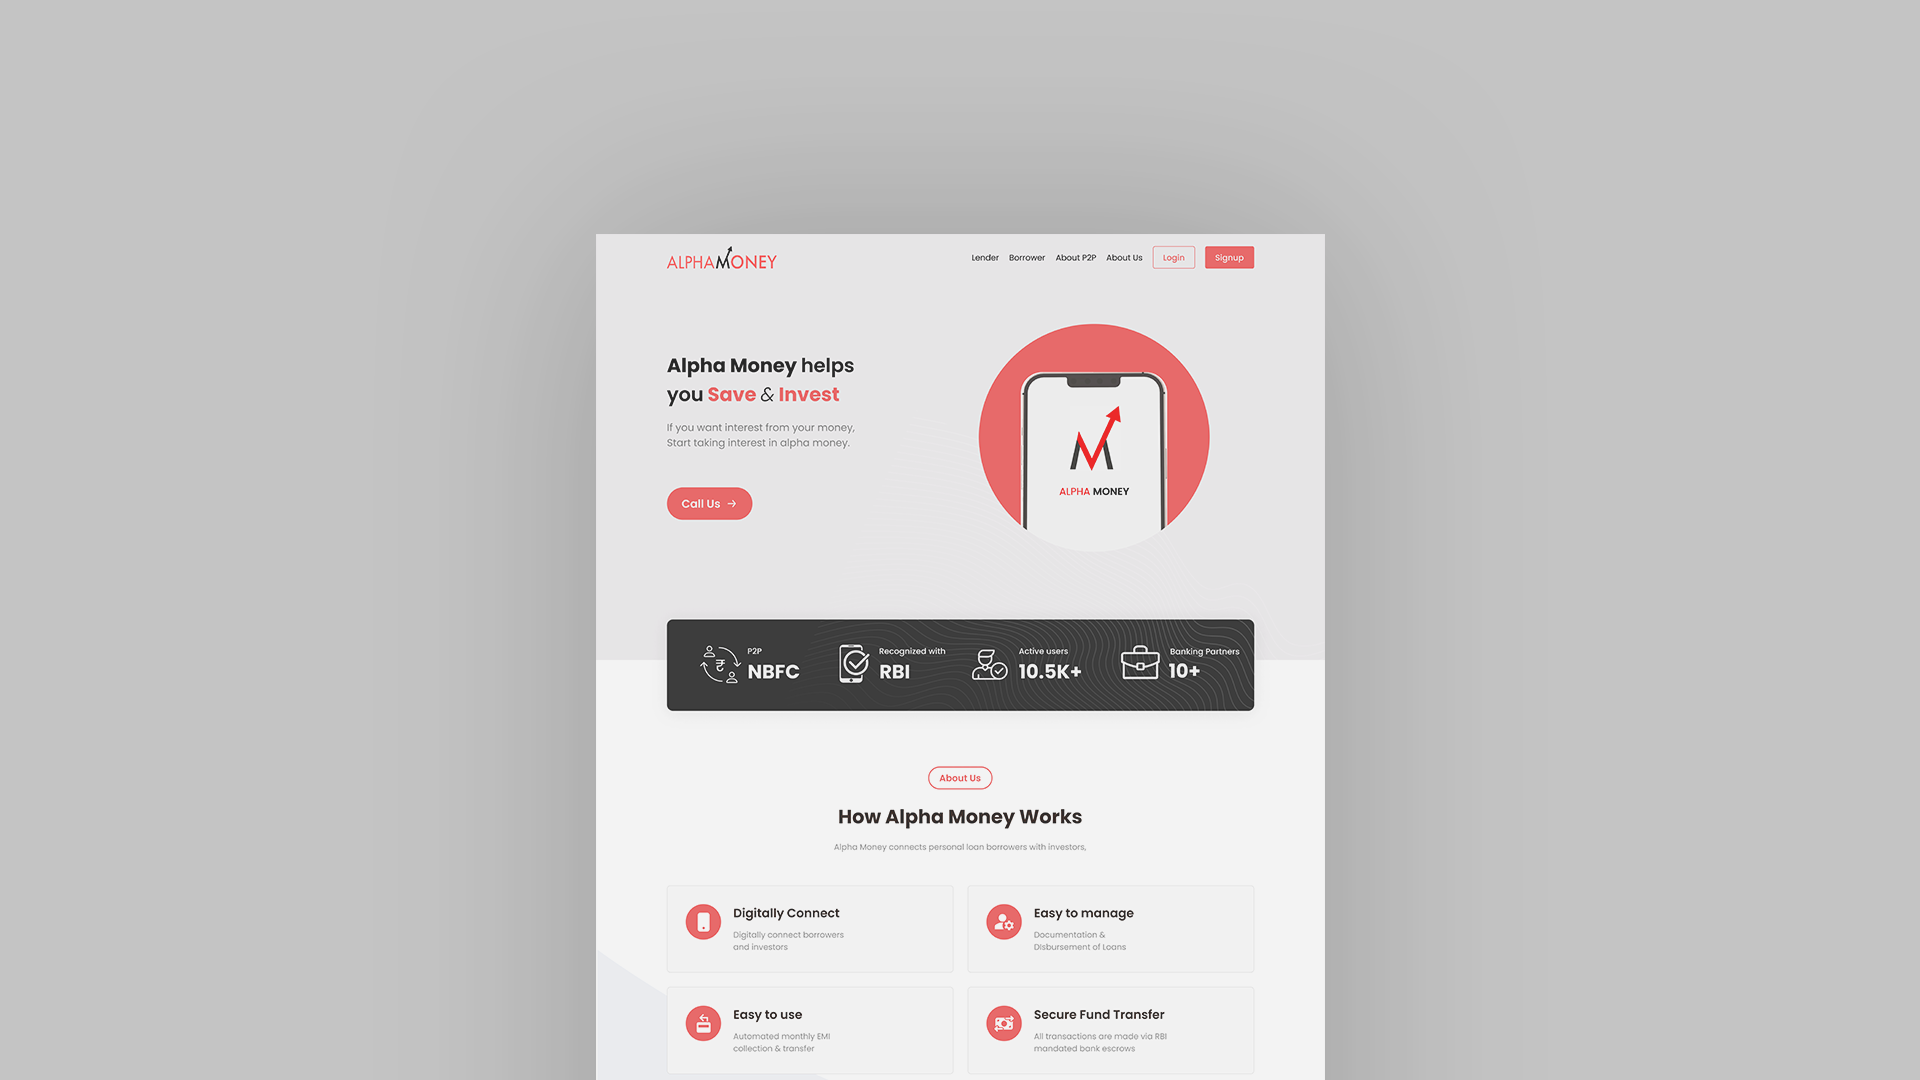 ALPHAMONEY
Lender Borrower About P2P About Us Login Signup
Alpha Money helps
you Save & Invest
If you want interest from your money,
Start taking interest in alpha money.
Call Us →
ALPHA MONEY
P2P
NBFC
Recognized with
RBI
Active users
10.5K+
Banking Partners
10+
About Us
How Alpha Money Works
Alpha Money connects personal loan borrowers with investors,
Digitally Connect
Digitally connect borrowers
and investors
Easy to manage
Documentation &
Disbursement of Loans
Easy to use
Automated monthly EMI
collection & transfer
Secure Fund Transfer
All transactions are made via RBI
mandated bank escrows